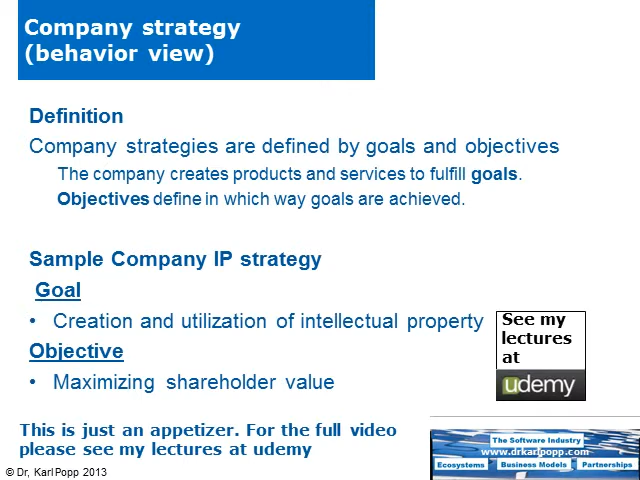 Company strategy
(behavior view)
Definition
Company strategies are defined by goals and objectives
The company creates products and services to fulfill goals.
Objectives define in which way goals are achieved.
Sample Company IP strategy
Goal
• Creation and utilization of intellectual property
Objective
• Maximizing shareholder value
See my
lectures
at
udemy
This is just an appetizer. For the full video
please see my lectures at udemy
The Software Industry
www.drkarlpopp.com
Ecosystems Business Models Partnerships
© Dr, Karl Popp 2013